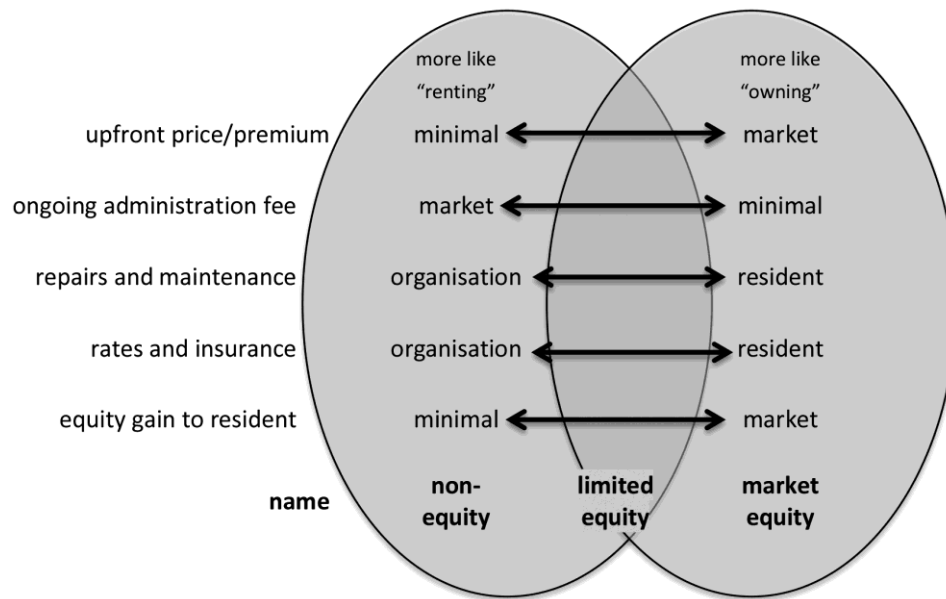 more like more like
“renting” “owning”
upfront price/premium minimal market
ongoing administration fee market minimal
repairs and maintenance organisation resident
rates and insurance organisation resident
equity gain to resident minimal market
name non- limited market
equity equity equity